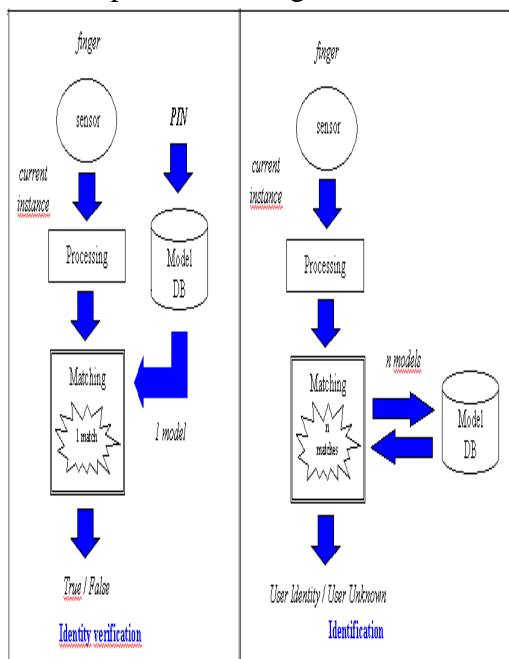 finger
sensor
PIN
current
instance
Processing
Model
DB
Matching
1 match
1 model
True / False
Identity verification
finger
sensor
current
instance
Processing
Matching
n
matches
n models
Model
DB
User Identity / User Unknown
Identification